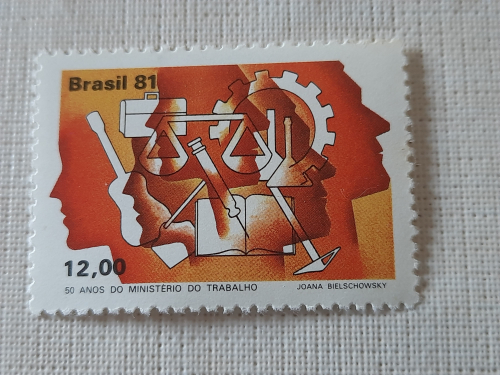 Brasil 81
12,00
50 ANOS DO MINISTÉRIO DO TRABALHO JOANA BIELSCHOWSKY